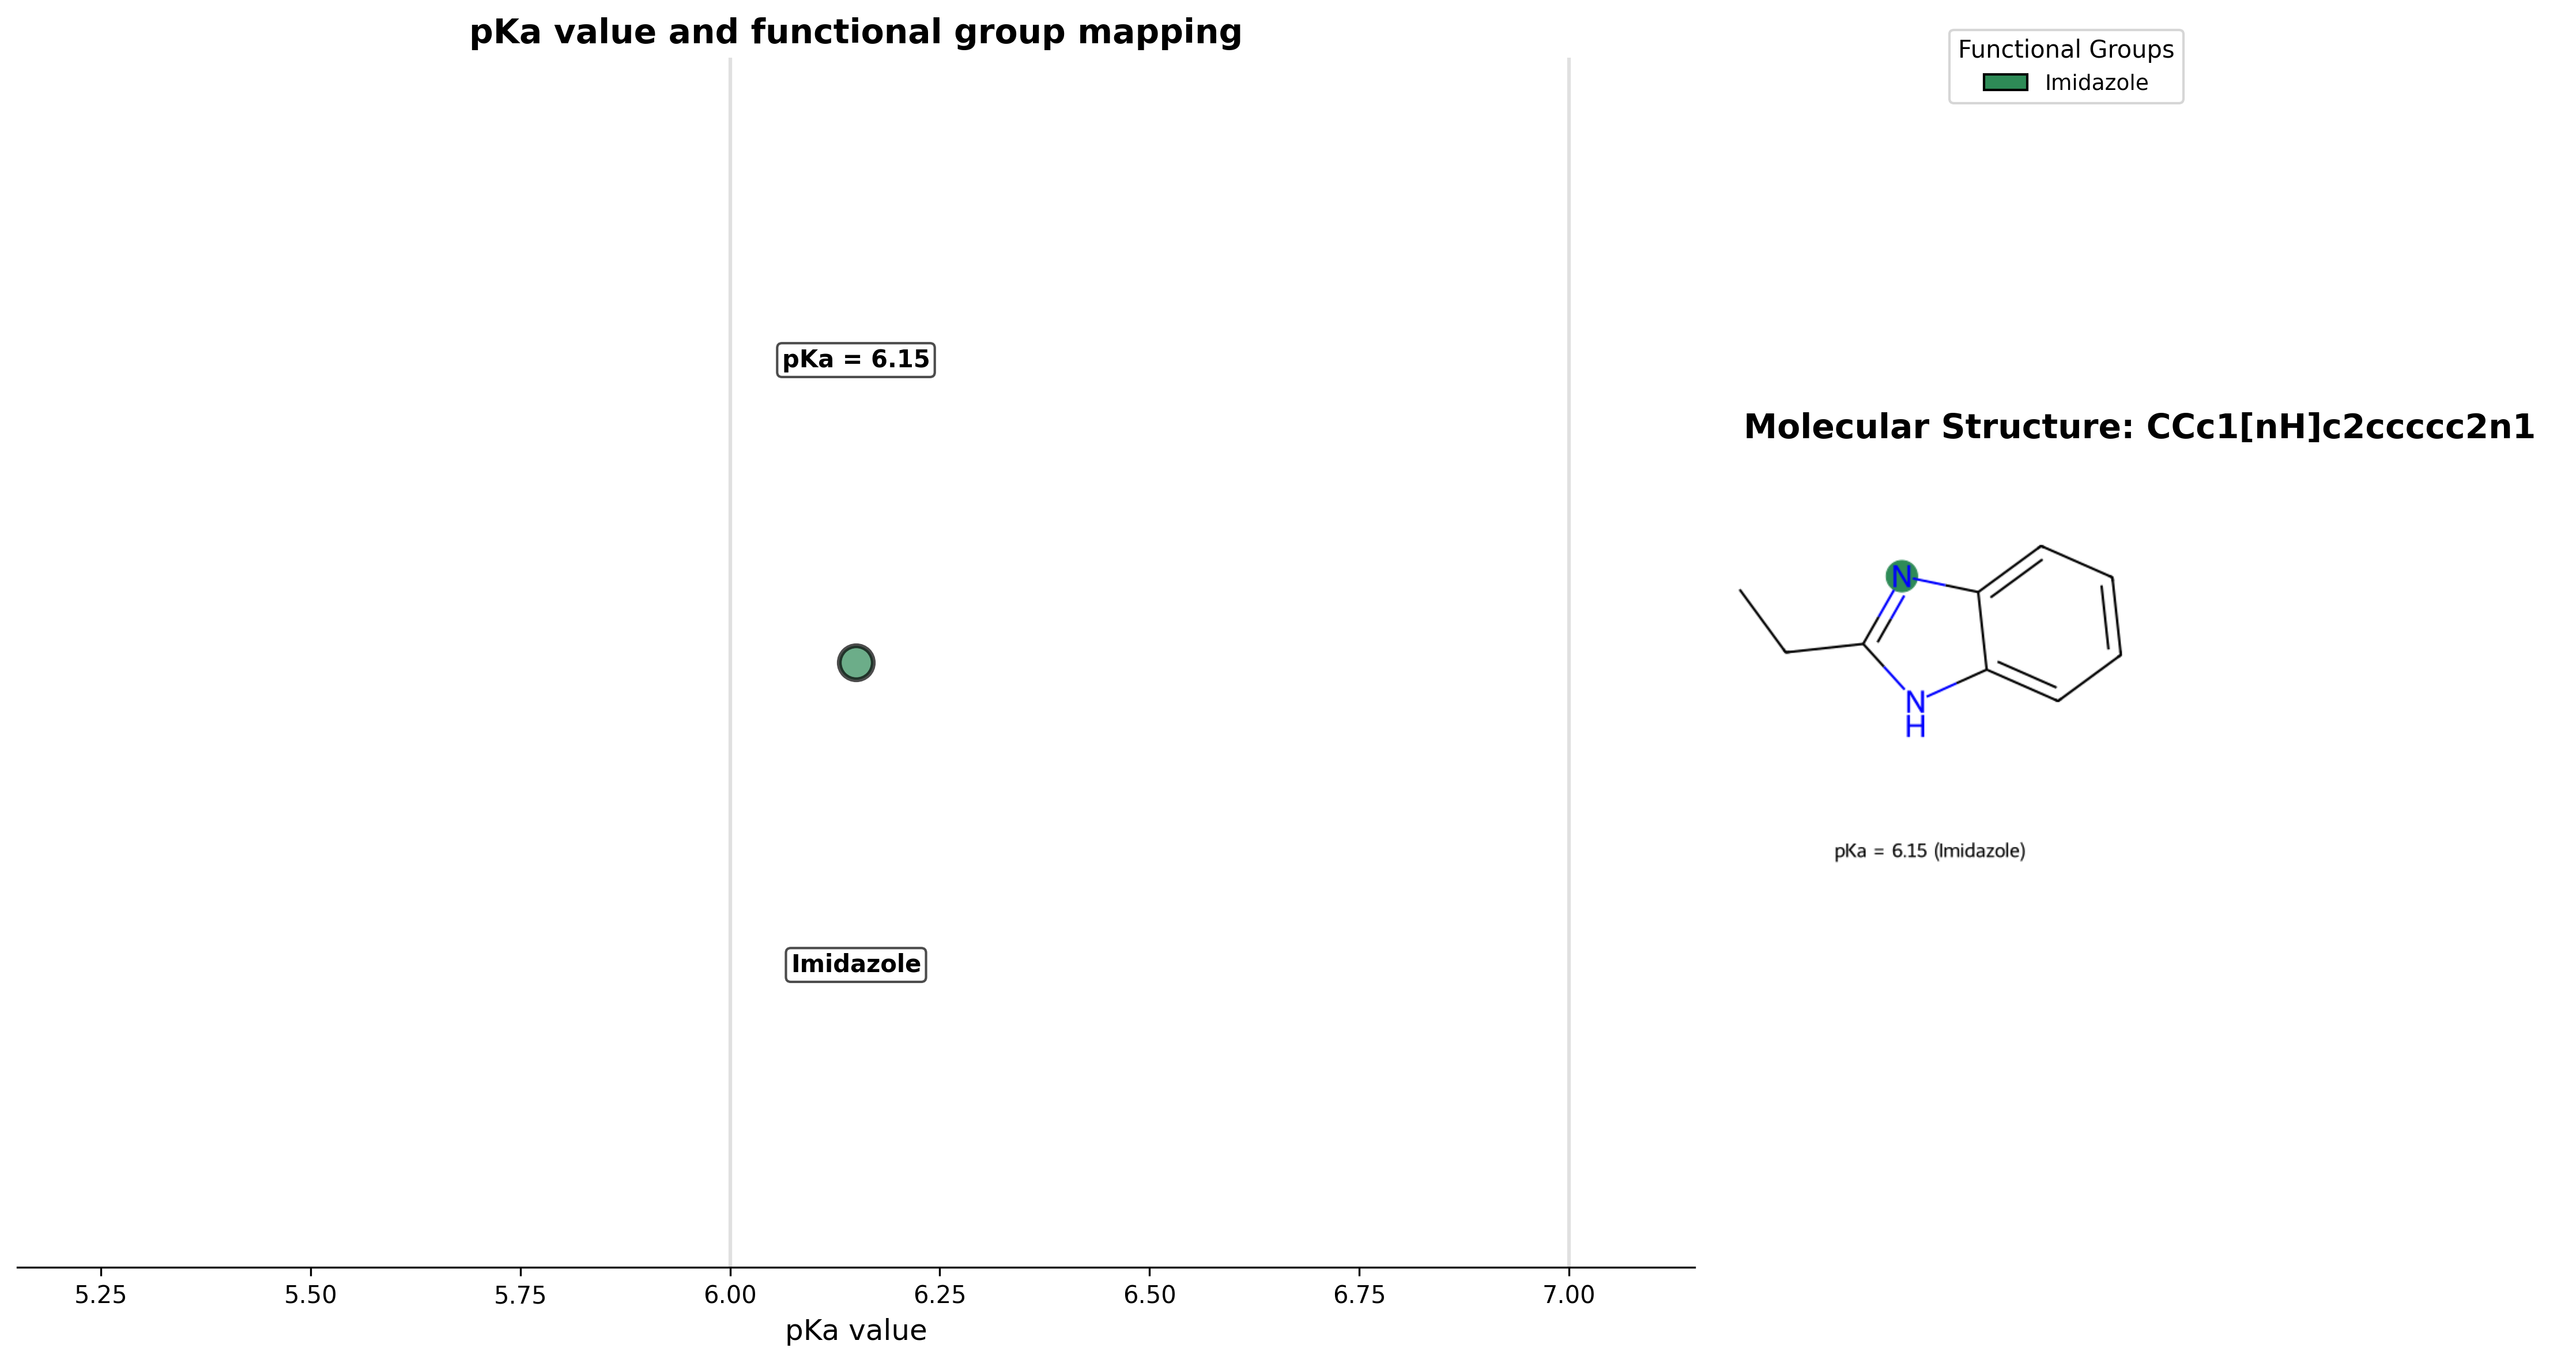 pKa value and functional group mapping
Functional Groups
Imidazole
pKa = 6.15
Molecular Structure: CCc1[nH]c2ccccc2n1
N
N
H
pKa = 6.15 (Imidazole)
Imidazole
5.25 5.50 5.75 6.00 6.25 6.50 6.75 7.00
pKa value